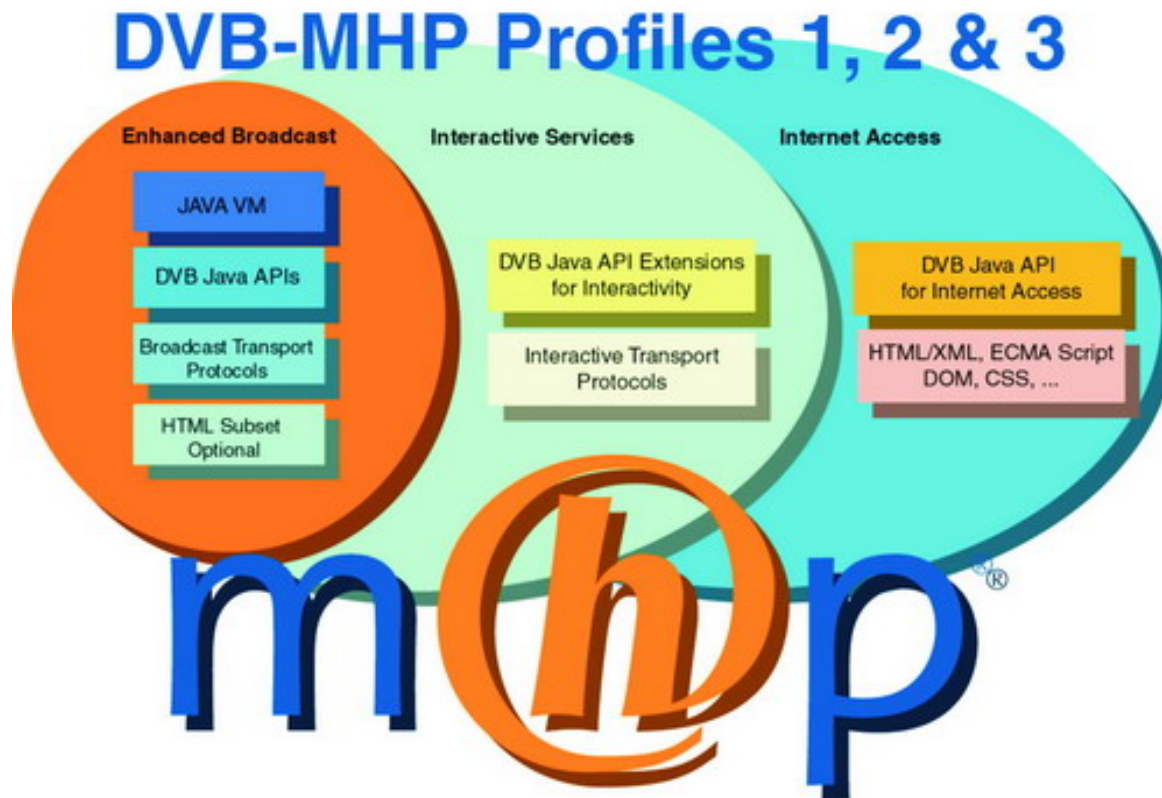 DVB-MHP Profiles 1, 2 & 3
Enhanced Broadcast
JAVA VM
DVB Java APIs
Broadcast Transport
Protocols
HTML Subset
Optional
Interactive Services
DVB Java API Extensions
for Interactivity
Interactive Transport
Protocols
Internet Access
DVB Java API
for Internet Access
HTML/XML, ECMA Script
DOM, CSS, ...
mhp®®